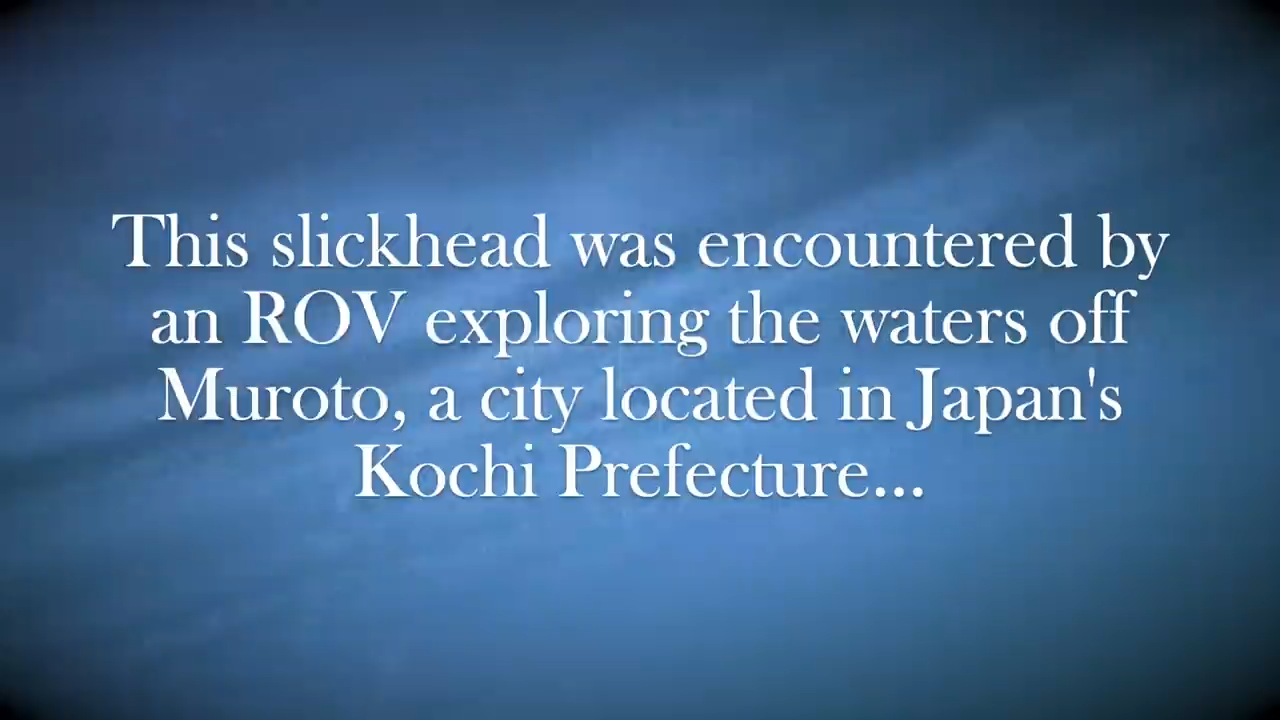 This slickhead was encountered by
an ROV exploring the waters off
Muroto, a city located in Japan's
Kochi Prefecture...